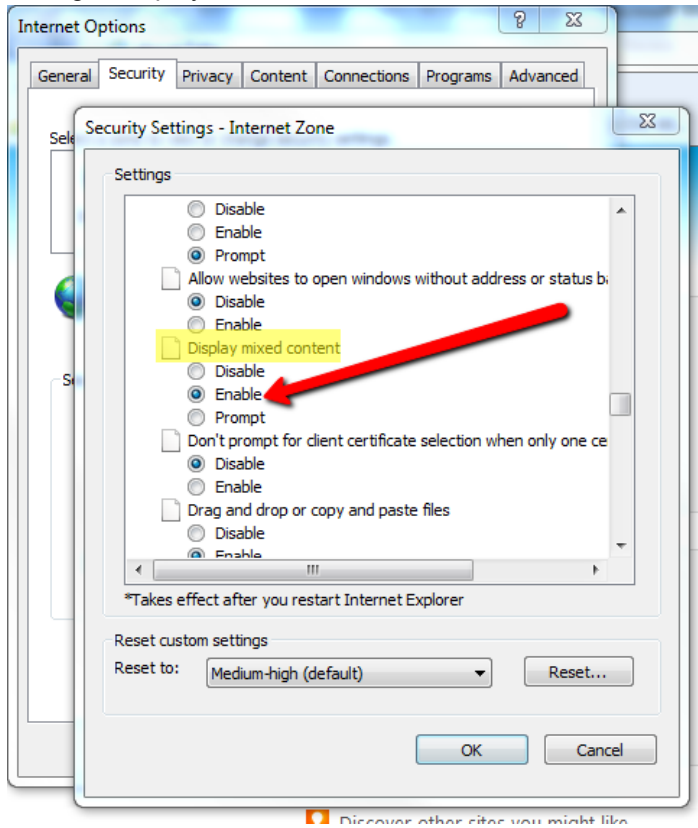 Internet Options
General Security Privacy Content Connections Programs Advanced
Security Settings - Internet Zone
Settings
Disable
Enable
Prompt
Allow websites to open windows without address or status ba
Disable
Enable
Display mixed content
Disable
Enable
Prompt
Don't prompt for client certificate selection when only one ce
Disable
Enable
Drag and drop or copy and paste files
Disable
Enable
*Takes effect after you restart Internet Explorer
Reset custom settings
Reset to: Medium-high (default) Reset...
OK Cancel
Discover other sites you might like